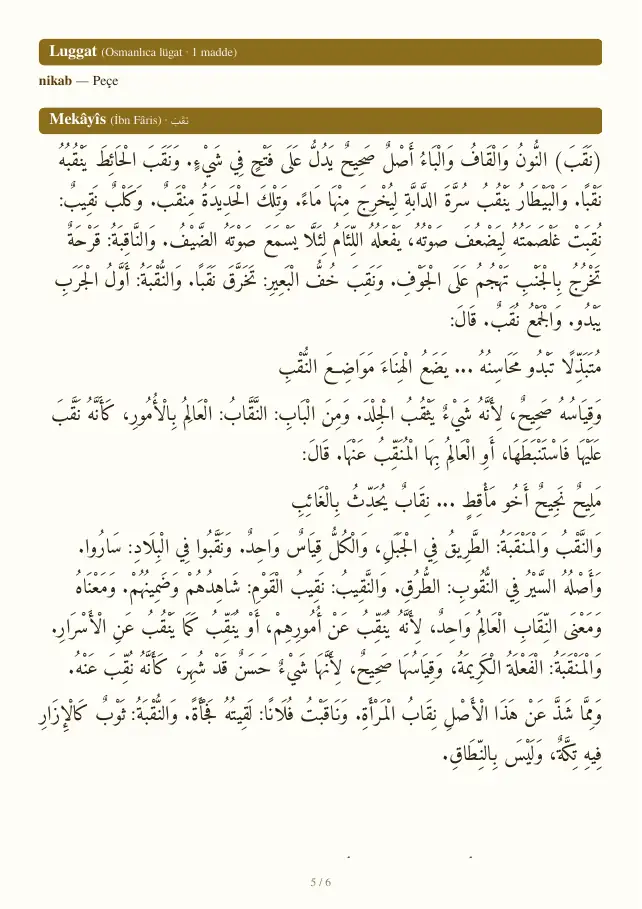 Luggat (Osmanlıca lügat · 1 madde)
nikab — Peçe
Mekâyîs (İbn Fâris) · نَقَبَ
(نَقَبَ) النُّونُ وَالْقَافُ وَالْبَاءُ أَصْلٌ صَحِيحٌ يَدُلُّ عَلَى فَتْحٍ فِي شَيْءٍ. وَنَقَبَ الْحَائِطَ يَنْقُبُهُ
نَقْبًا. وَالْبَيْطَارُ يَنْقُبُ سُرَّةَ الدَّابَّةِ لِيُخْرِجَ مِنْهَا مَاءً. وَتِلْكَ الْحَدِيدَةُ مِنْقَبٌ. وَكَلْبٌ نَقِيبٌ:
نُقِبَتْ غَلْصَمَتُهُ لِيَضْعُفَ صَوْتُهُ، يَفْعَلُهُ اللِّئَامُ لِئَلَّا يَسْمَعَ صَوْتَهُ الضَّيْفُ. وَالنَّاقِبَةُ: قَرْحَةٌ
تَخْرُجُ بِالْجَنْبِ تَهْجُمُ عَلَى الْجَوْفِ. وَنَقِبَ خُفُّ الْبَعِيرِ: تَخَرَّقَ نَقَبًا. وَالنُّقْبَةُ: أَوَّلُ الْجَرَبِ
يَبْدُو. وَالْجَمْعُ نُقَبٌ. قَالَ:
مُتَبَذِّلًا تَبْدُو مَحَاسِنُهُ ... يَضَعُ الْهِنَاءَ مَوَاضِعَ النُّقْبِ
وَقِيَاسُهُ صَحِيحٌ، لِأَنَّهُ شَيْءٌ يَثْقُبُ الْجِلْدَ. وَمِنَ الْبَابِ: النَّقَّابُ: الْعَالِمُ بِالْأُمُورِ، كَأَنَّهُ نَقَّبَ
عَلَيْهَا فَاسْتَنْبَطَهَا، أَوِ الْعَالِمُ بِهَا الْمُنَقِّبُ عَنْهَا. قَالَ:
مَلِيحٌ نَجِيحٌ أَخُو مَأْقِطٍ ... نِقَابٌ يُحَدِّثُ بِالْغَائِبِ
وَالنَّقْبُ وَالْمَنْقَبَةُ: الطَّرِيقُ فِي الْجَبَلِ، وَالْكُلُّ قِيَاسٌ وَاحِدٌ. وَنَقَّبُوا فِي الْبِلَادِ: سَارُوا.
وَأَصْلُهُ السَّيْرُ فِي النُّقُوبِ: الطُّرُقِ. وَالنَّقِيبُ: نَقِيبُ الْقَوْمِ: شَاهِدُهُمْ وَضَمِينُهُمْ. وَمَعْنَاهُ
وَمَعْنَى النِّقَابِ الْعَالِمُ وَاحِدٌ، لِأَنَّهُ يُنَقِّبُ عَنْ أُمُورِهِمْ، أَوْ يُنَقِّبُ كَمَا يَنْقُبُ عَنِ الْأَسْرَارِ.
وَالْمَنْقَبَةُ: الْفَعْلَةُ الْكَرِيمَةُ، وَقِيَاسُهَا صَحِيحٌ، لِأَنَّهَا شَيْءٌ حَسَنٌ قَدْ شُهِرَ، كَأَنَّهُ نُقِّبَ عَنْهُ.
وَمِمَّا شَذَّ عَنْ هَذَا الْأَصْلِ نِقَابُ الْمَرْأَةِ. وَنَاقَبْتُ فُلَانًا: لَقِيتُهُ فَجْأَةً. وَالنُّقْبَةُ: ثَوْبٌ كَالْإِزَارِ
فِيهِ تِكَّةٌ، وَلَيْسَ بِالنِّطَاقِ.
5 / 6